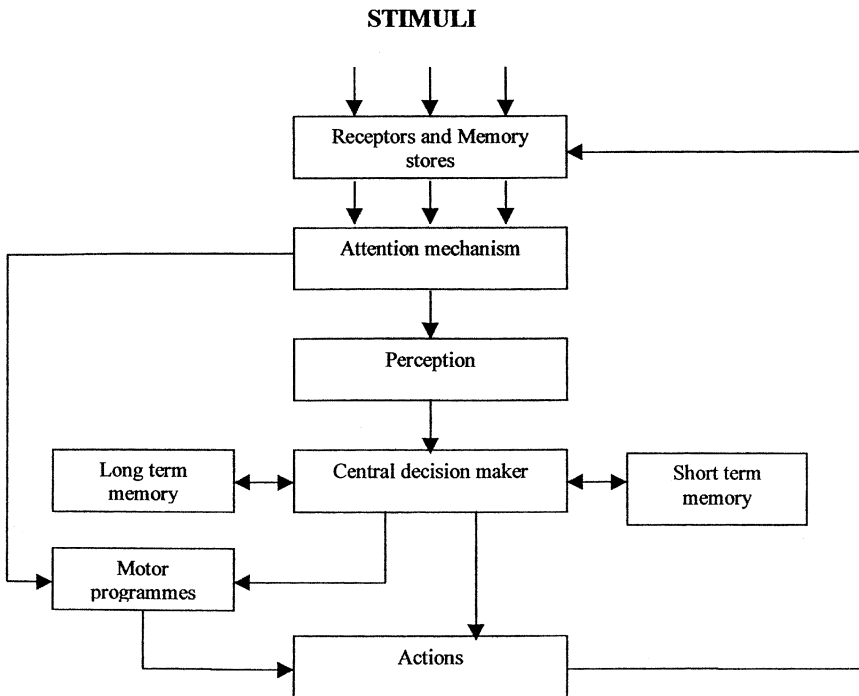 STIMULI
Receptors and Memory
stores
Attention mechanism
Perception
Long term
memory
Central decision maker
Short term
memory
Motor
programmes
Actions